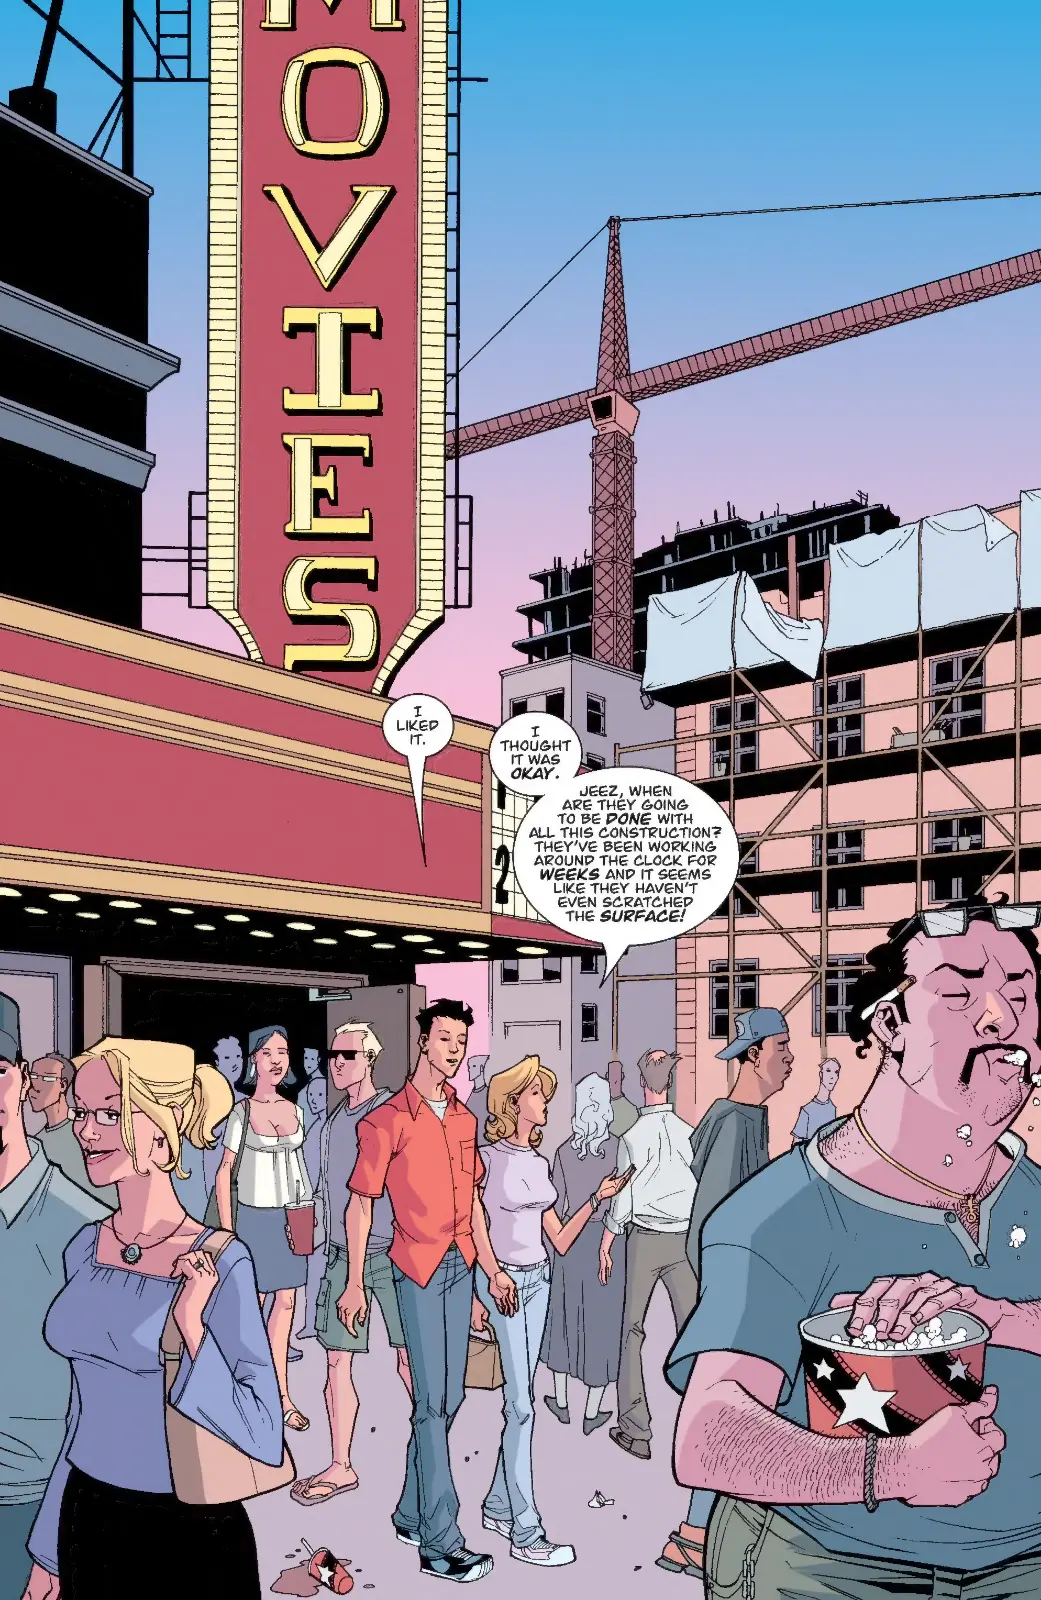 M
O
V
I
E
S
I
LIKED
IT.
I
THOUGHT
IT WAS
OKAY.
JEEZ, WHEN
ARE THEY GOING
TO BE DONE WITH
ALL THIS CONSTRUCTION?
THEY'VE BEEN WORKING
AROUND THE CLOCK FOR
WEEKS AND IT SEEMS
LIKE THEY HAVEN'T
EVEN SCRATCHED
THE SURFACE!
2